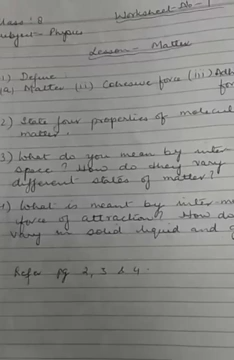 Class : 8 Worksheet-No-1
Subject- Physics
Lesson - Matter
1) Define
(a) Matter (ii) Cohesive force (iii) Adh
for
2) State four properties of molecul
matter.
3) What do you mean by inter
space? How do they vary
different states of matter?
4) What is meant by inter-m
force of attraction? How do
vary in solid liquid and g
Refer pg 2, 3 & 4.